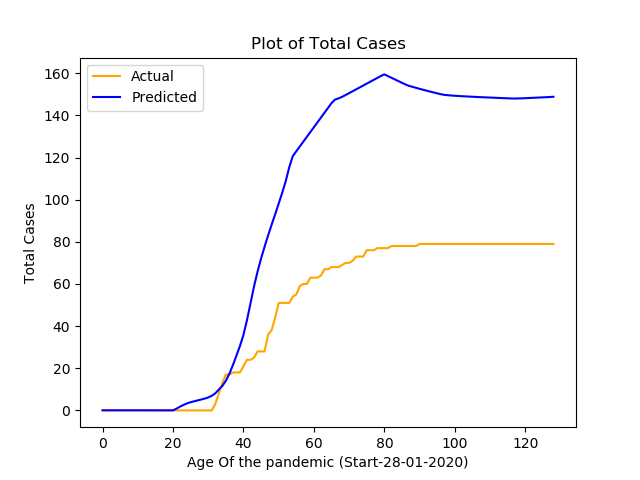 Plot of Total Cases
Actual
Predicted
160
140
120
100
80
60
40
20
0
Total Cases
0 20 40 60 80 100 120
Age Of the pandemic (Start-28-01-2020)